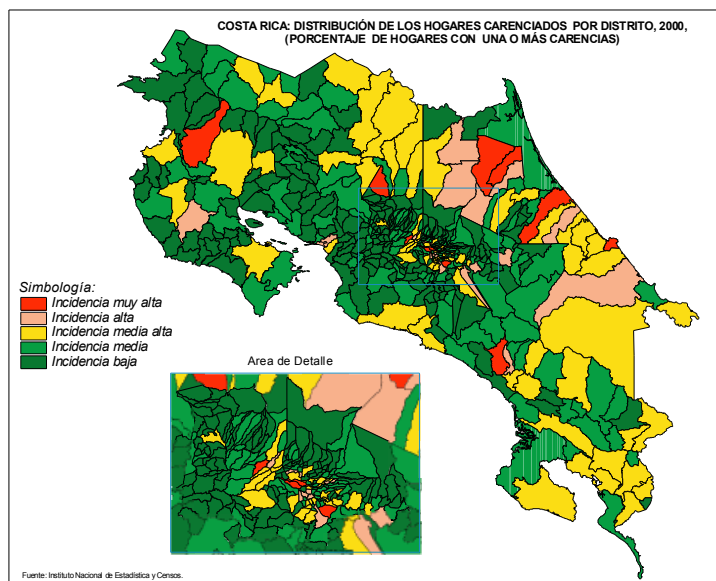 COSTA RICA: DISTRIBUCIÓN DE LOS HOGARES CARENCIADOS POR DISTRITO, 2000,
(PORCENTAJE DE HOGARES CON UNA O MÁS CARENCIAS)
Simbología:
Incidencia muy alta
Incidencia alta
Incidencia media alta
Incidencia media
Incidencia baja
Area de Detalle
Fuente: Instituto Nacional de Estadística y Censos.